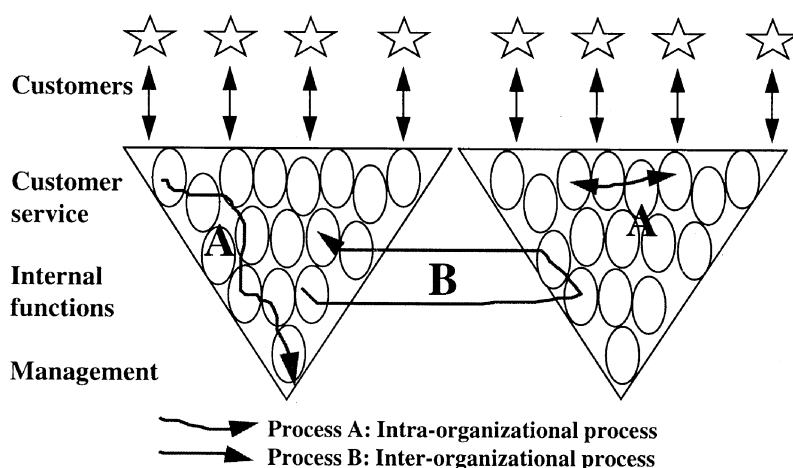 Customers
Customer
service
A
A
Internal
functions
B
Management
Process A: Intra-organizational process
Process B: Inter-organizational process